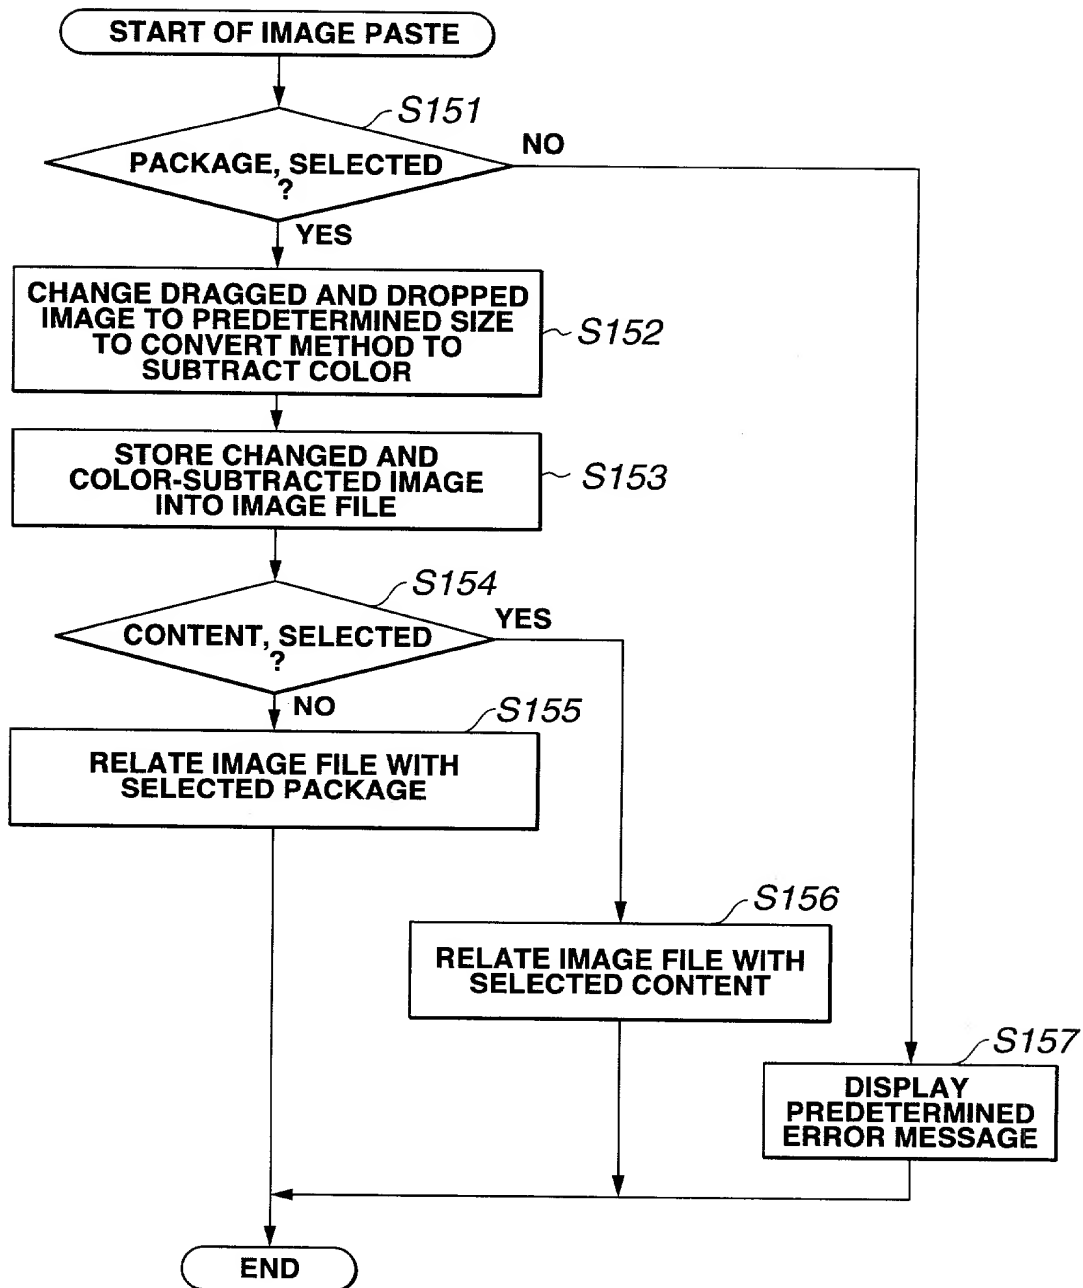 START OF IMAGE PASTE
S151
NO
PACKAGE, SELECTED
?
YES
CHANGE DRAGGED AND DROPPED
IMAGE TO PREDETERMINED SIZE
TO CONVERT METHOD TO
SUBTRACT COLOR
S152
STORE CHANGED AND
COLOR-SUBTRACTED IMAGE
INTO IMAGE FILE
S153
S154
YES
CONTENT, SELECTED
?
NO
S155
RELATE IMAGE FILE WITH
SELECTED PACKAGE
S156
RELATE IMAGE FILE WITH
SELECTED CONTENT
S157
DISPLAY
PREDETERMINED
ERROR MESSAGE
END